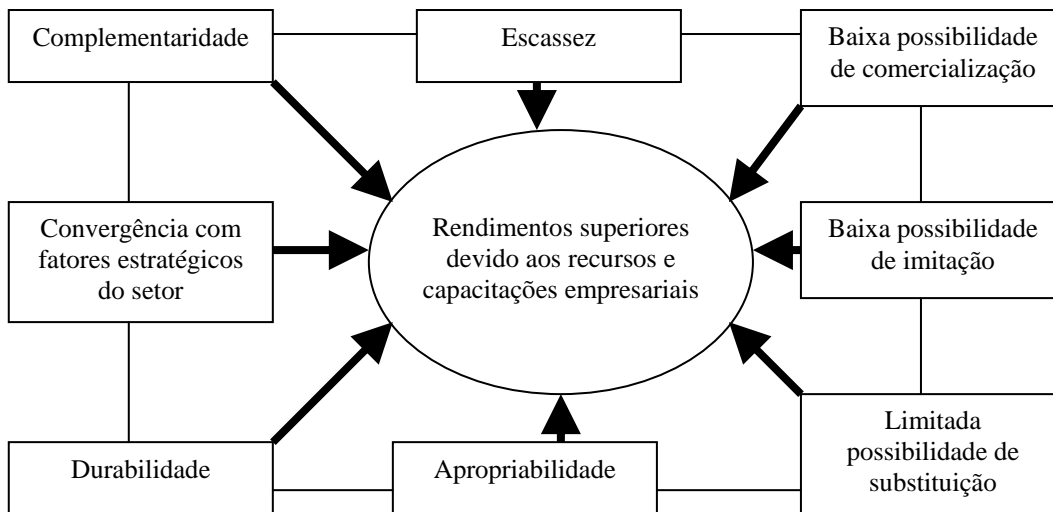 Complementaridade
Escassez
Baixa possibilidade
de comercialização
Convergência com
fatores estratégicos
do setor
Rendimentos superiores
devido aos recursos e
capacitações empresariais
Baixa possibilidade
de imitação
Durabilidade
Apropriabilidade
Limitada
possibilidade de
substituição